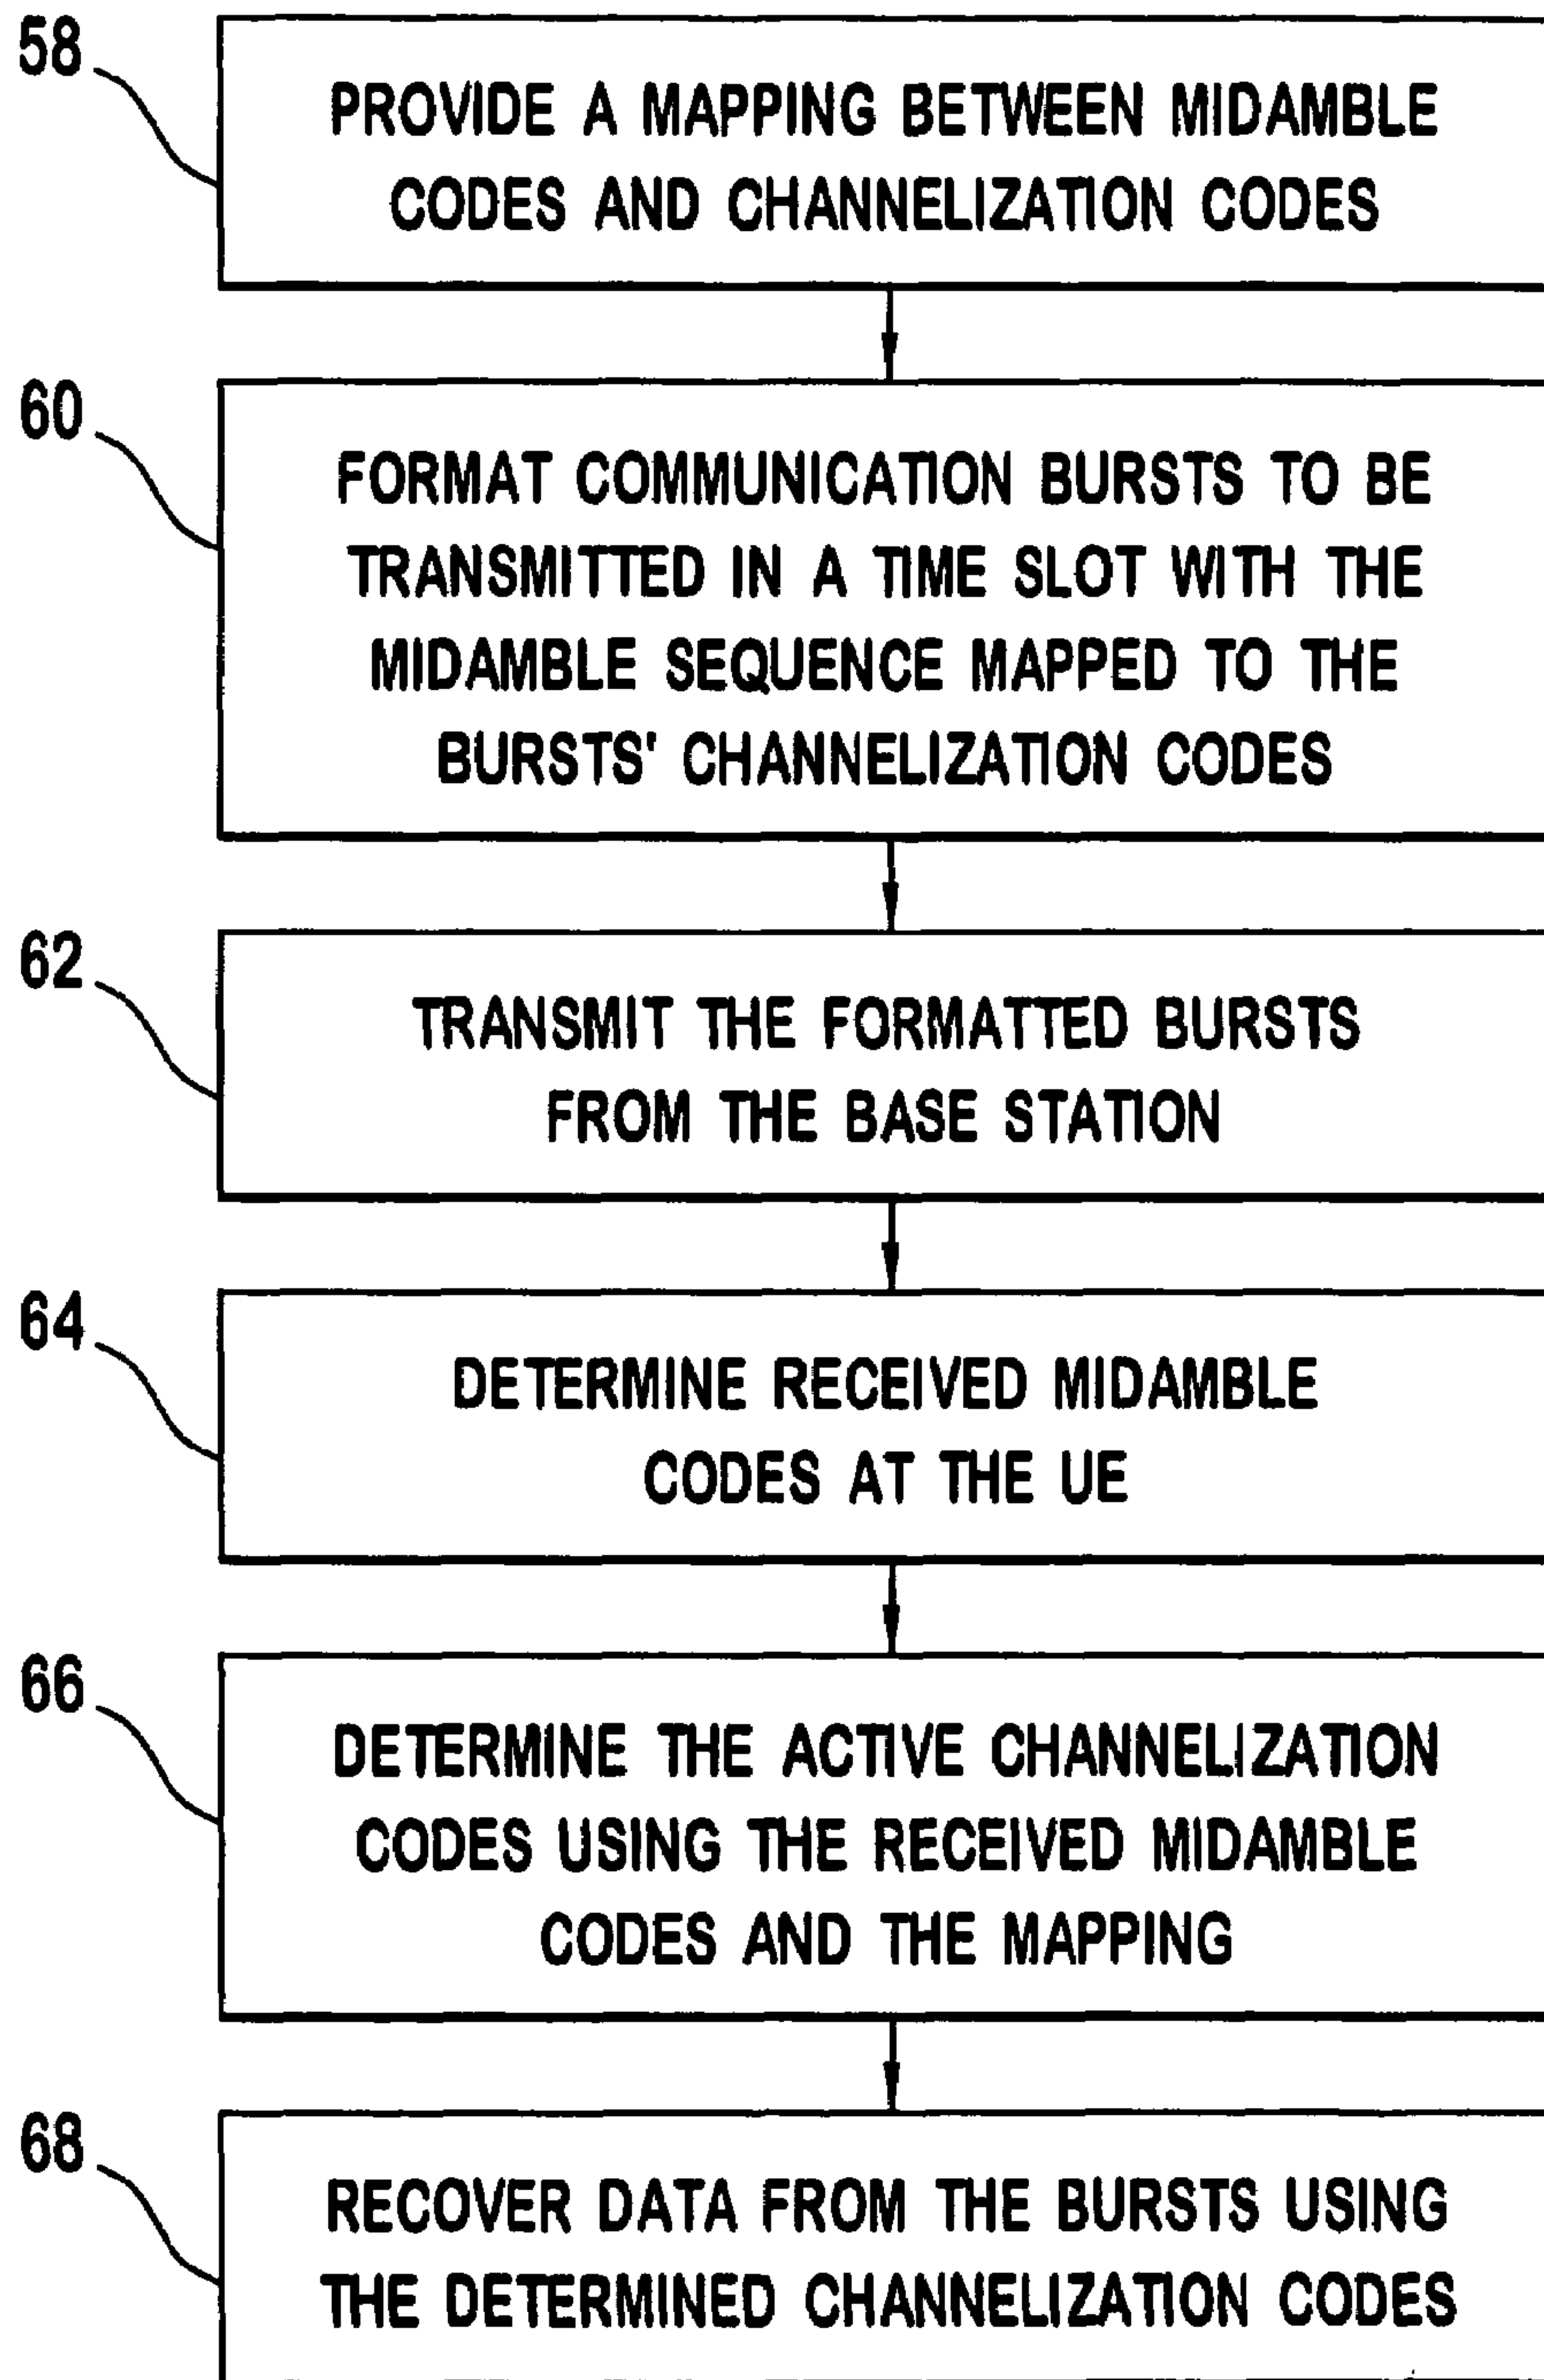 58
PROVIDE A MAPPING BETWEEN MIDAMBLE
CODES AND CHANNELIZATION CODES
60
FORMAT COMMUNICATION BURSTS TO BE
TRANSMITTED IN A TIME SLOT WITH THE
MIDAMBLE SEQUENCE MAPPED TO THE
BURSTS' CHANNELIZATION CODES
62
TRANSMIT THE FORMATTED BURSTS
FROM THE BASE STATION
64
DETERMINE RECEIVED MIDAMBLE
CODES AT THE UE
66
DETERMINE THE ACTIVE CHANNELIZATION
CODES USING THE RECEIVED MIDAMBLE
CODES AND THE MAPPING
68
RECOVER DATA FROM THE BURSTS USING
THE DETERMINED CHANNELIZATION CODES